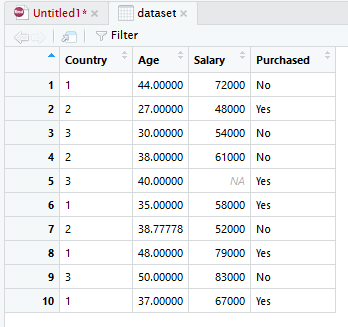 Untitled1* dataset
Filter
Country Age Salary Purchased
1 1 44.00000 72000 No
2 2 27.00000 48000 Yes
3 3 30.00000 54000 No
4 2 38.00000 61000 No
5 3 40.00000 NA Yes
6 1 35.00000 58000 Yes
7 2 38.77778 52000 No
8 1 48.00000 79000 Yes
9 3 50.00000 83000 No
10 1 37.00000 67000 Yes